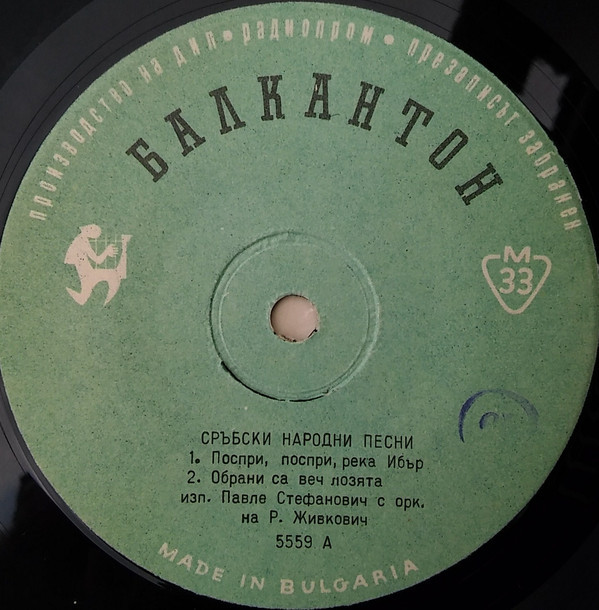 производство на дип • радиопром • презаписът забранен
БАЛКАНТОН
М
33
СРЪБСКИ НАРОДНИ ПЕСНИ
1. Поспри, поспри, река Ибър
2. Обрани са веч лозята
изп. Павле Стефанович с орк.
на Р. Живкович
5559 А
MADE IN BULGARIA